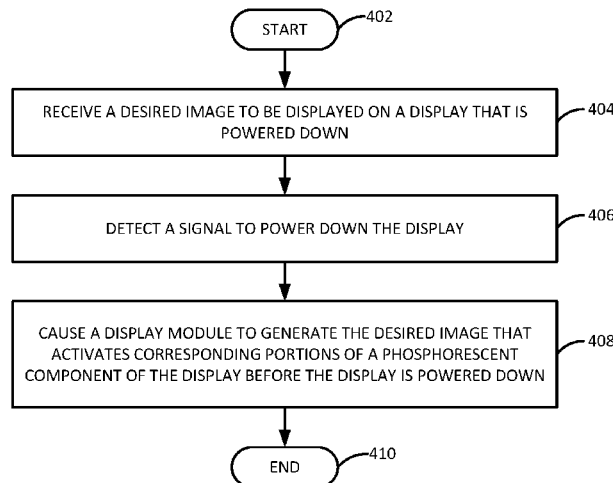 START
402
RECEIVE A DESIRED IMAGE TO BE DISPLAYED ON A DISPLAY THAT IS
POWERED DOWN
404
DETECT A SIGNAL TO POWER DOWN THE DISPLAY
406
CAUSE A DISPLAY MODULE TO GENERATE THE DESIRED IMAGE THAT
ACTIVATES CORRESPONDING PORTIONS OF A PHOSPHORESCENT
COMPONENT OF THE DISPLAY BEFORE THE DISPLAY IS POWERED DOWN
408
END
410